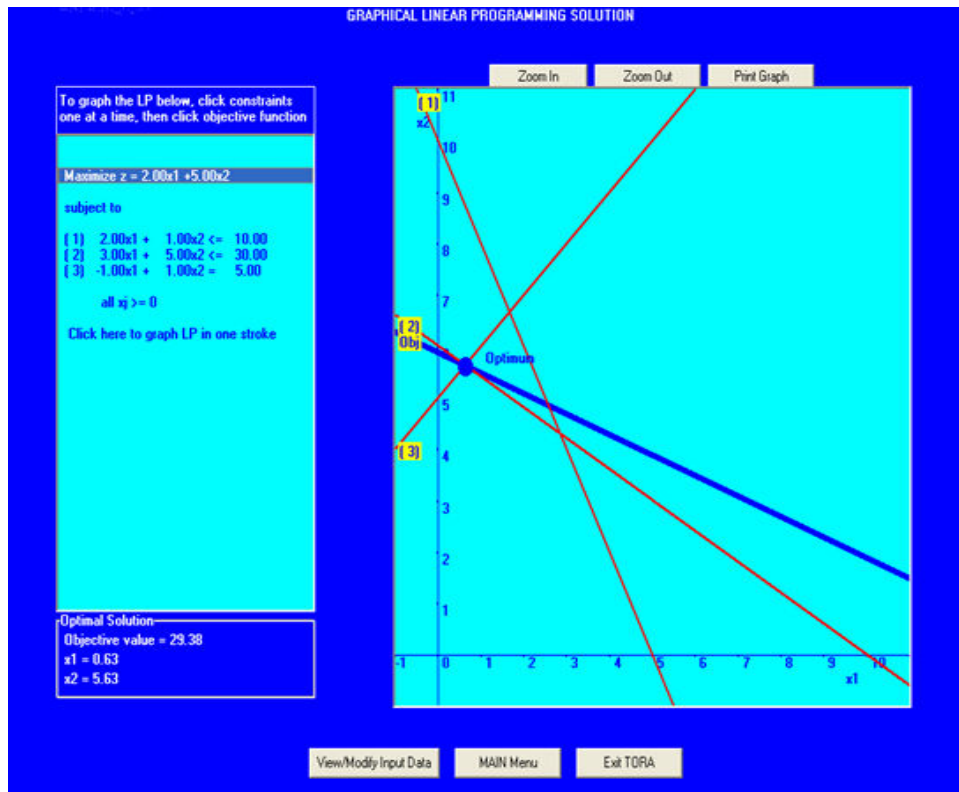 GRAPHICAL LINEAR PROGRAMMING SOLUTION
Zoom In Zoom Out Print Graph
To graph the LP below, click constraints
one at a time, then click objective function
Maximize z = 2.00x1 +5.00x2
subject to
( 1) 2.00x1 + 1.00x2 <= 10.00
( 2) 3.00x1 + 5.00x2 <= 30.00
( 3) -1.00x1 + 1.00x2 = 5.00
all xj >= 0
Click here to graph LP in one stroke
Optimal Solution
Objective value = 29.38
x1 = 0.63
x2 = 5.63
( 1) 11
x2
10
9
8
7
( 2)
Obj
Optimum
5
( 3) 4
3
2
1
-1 0 1 2 3 4 5 6 7 8 9 10
x1
View/Modify Input Data MAIN Menu Exit TORA